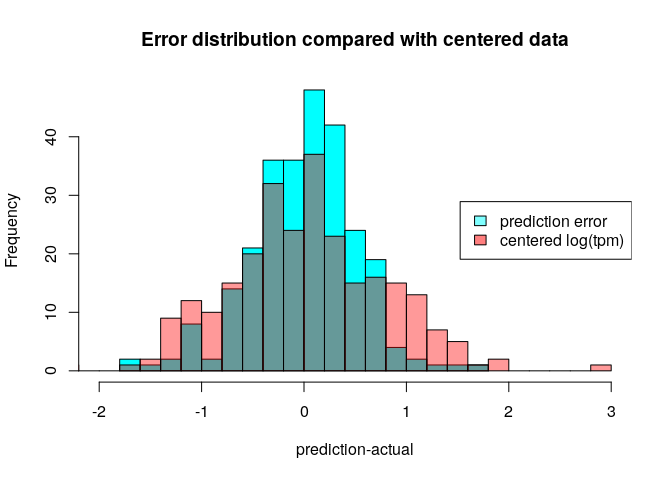 Error distribution compared with centered data
Frequency
40
30
20
10
0
prediction error
centered log(tpm)
-2 -1 0 1 2 3
prediction-actual